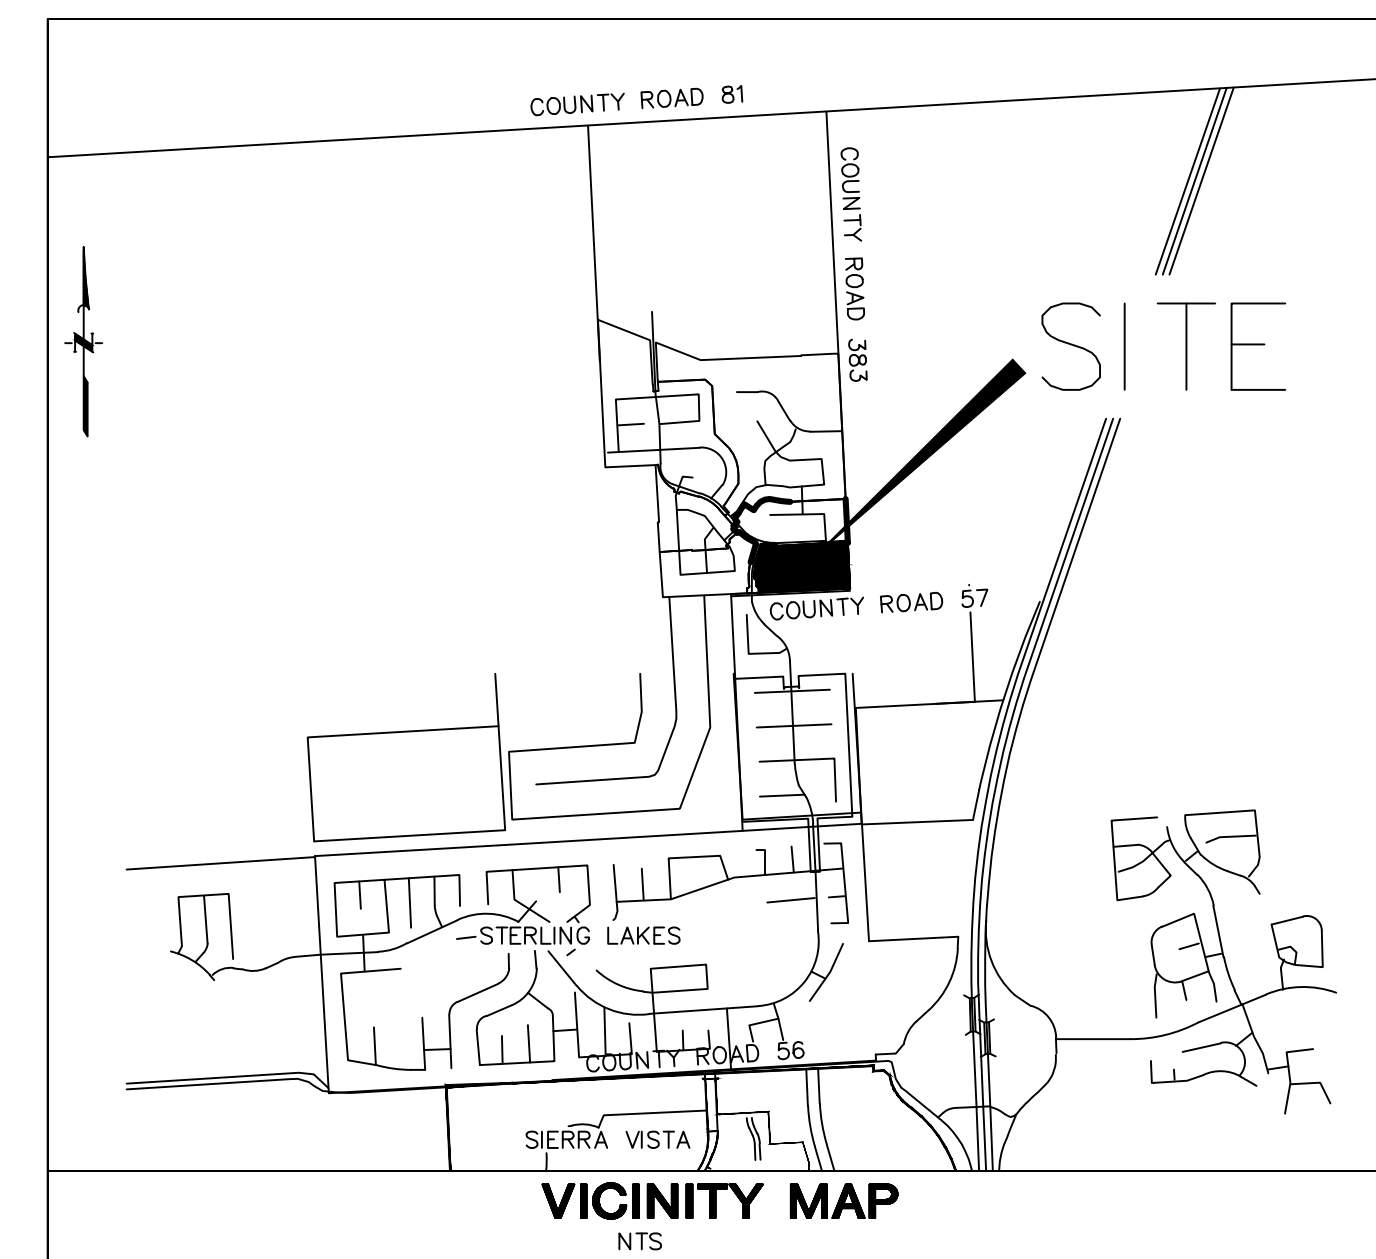 COUNTY ROAD 81
COUNTY ROAD 383
N
SITE
COUNTY ROAD 57
STERLING LAKES
COUNTY ROAD 56
SIERRA VISTA
VICINITY MAP
NTS